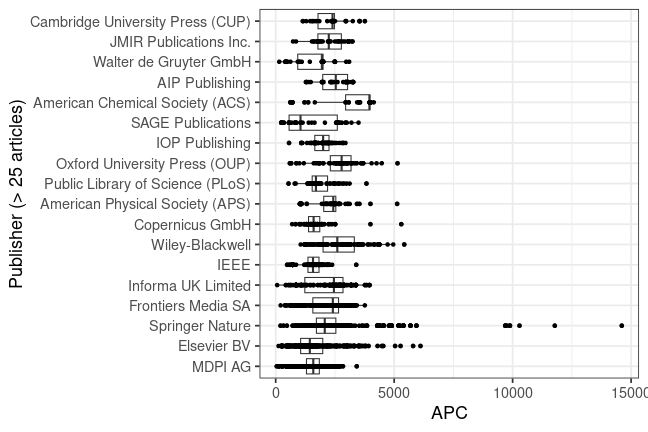 Cambridge University Press (CUP)
JMIR Publications Inc.
Walter de Gruyter GmbH
AIP Publishing
American Chemical Society (ACS)
SAGE Publications
IOP Publishing
Oxford University Press (OUP)
Public Library of Science (PLoS)
American Physical Society (APS)
Copernicus GmbH
Wiley-Blackwell
IEEE
Informa UK Limited
Frontiers Media SA
Springer Nature
Elsevier BV
MDPI AG
Publisher (> 25 articles)
0 5000 10000 15000
APC